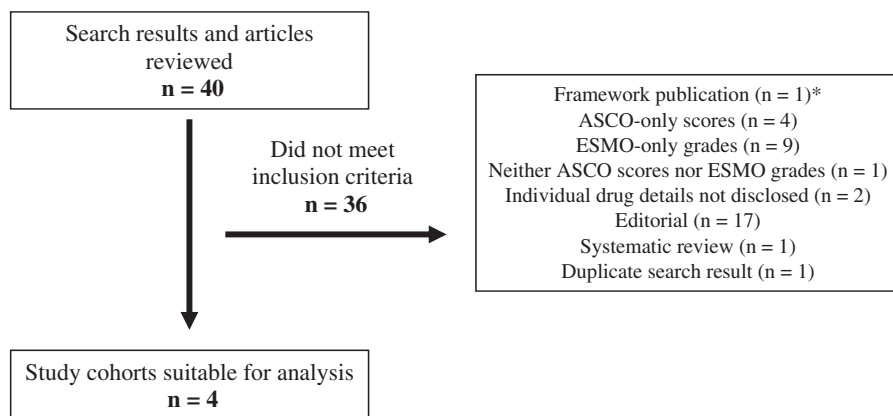 Search results and articles
reviewed
n = 40
Did not meet
inclusion criteria
n = 36
Framework publication (n = 1)*
ASCO-only scores (n = 4)
ESMO-only grades (n = 9)
Neither ASCO scores nor ESMO grades (n = 1)
Individual drug details not disclosed (n = 2)
Editorial (n = 17)
Systematic review (n = 1)
Duplicate search result (n = 1)
Study cohorts suitable for analysis
n = 4